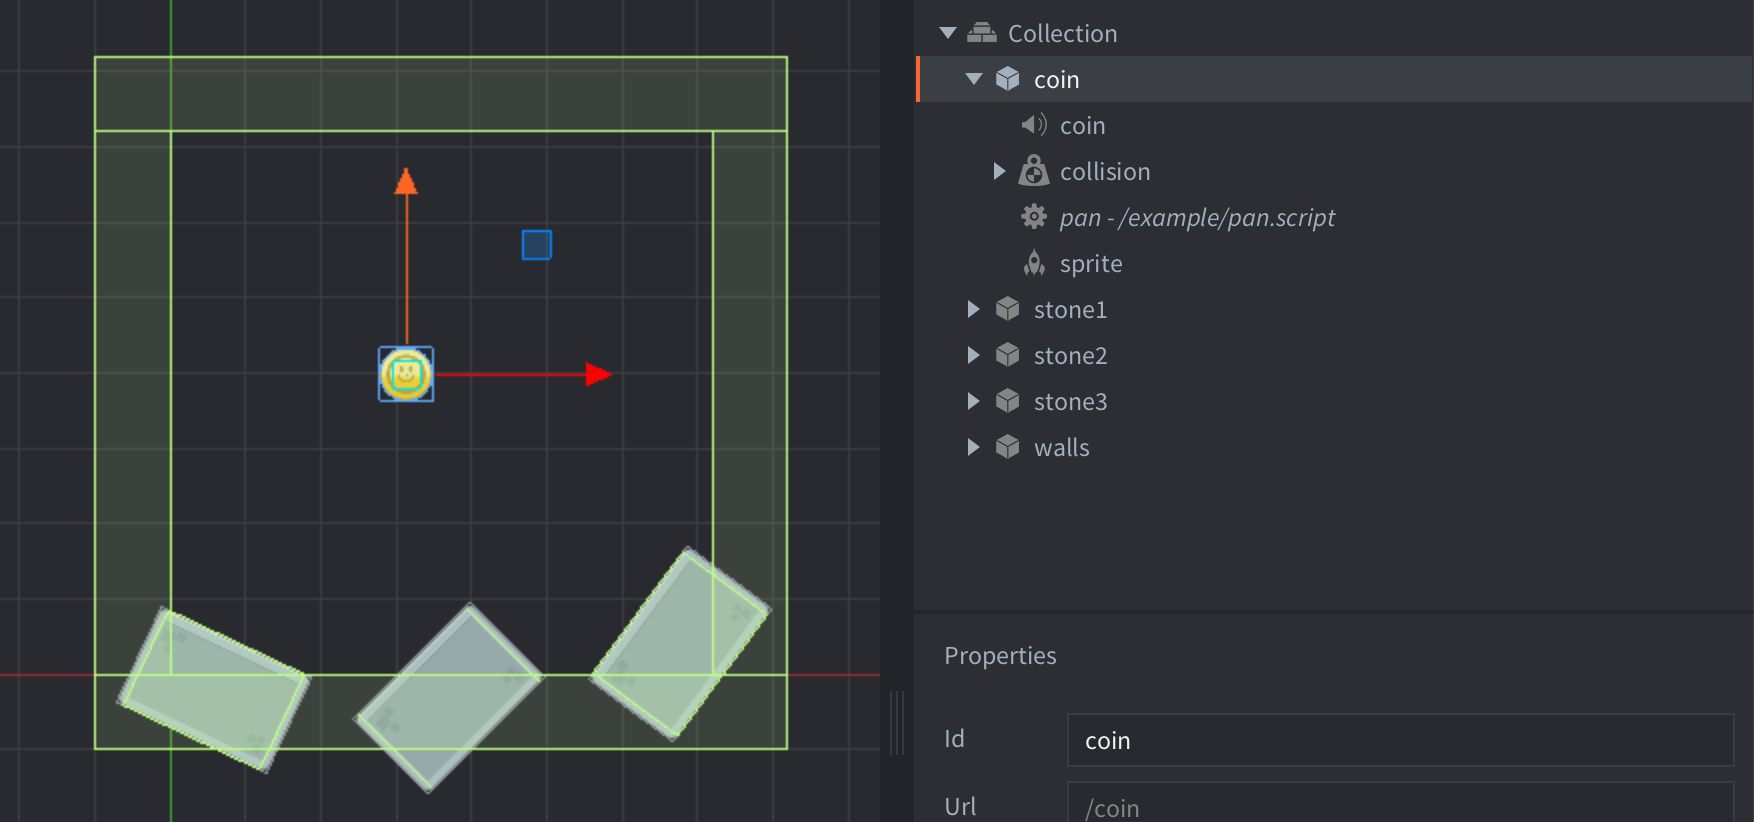 Collection
coin
coin
collision
pan - /example/pan.script
sprite
stone1
stone2
stone3
walls
Properties
Id
coin
Url
/coin